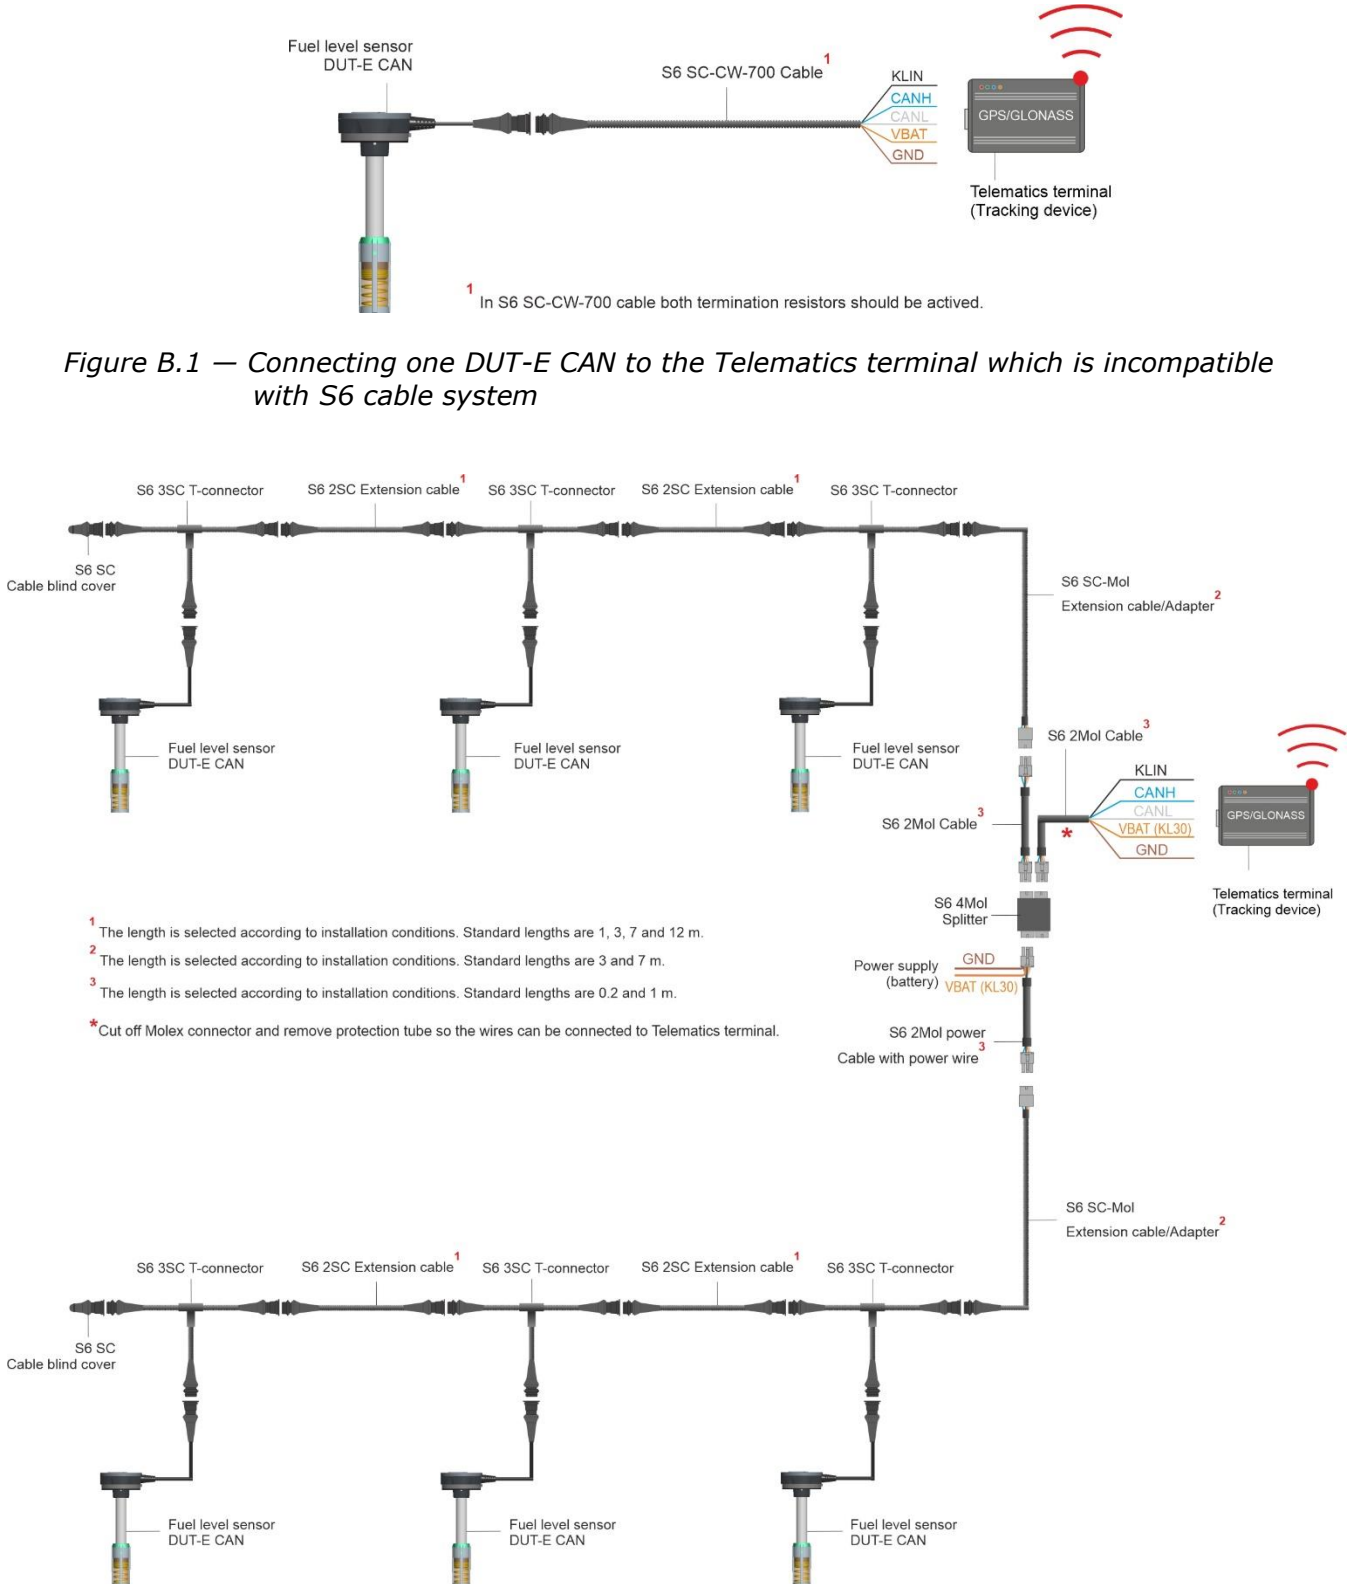 Fuel level sensor
DUT-E CAN
S6 SC-CW-700 Cable 1
KLIN
CANH
CANL
VBAT
GND
GPS/GLONASS
Telematics terminal
(Tracking device)
1 In S6 SC-CW-700 cable both termination resistors should be actived.
Figure B.1 — Connecting one DUT-E CAN to the Telematics terminal which is incompatible
with S6 cable system
S6 3SC T-connector
S6 2SC Extension cable 1
S6 3SC T-connector
S6 2SC Extension cable 1
S6 3SC T-connector
S6 SC
Cable blind cover
S6 SC-Mol
Extension cable/Adapter 2
Fuel level sensor
DUT-E CAN
Fuel level sensor
DUT-E CAN
Fuel level sensor
DUT-E CAN
S6 2Mol Cable 3
KLIN
CANH
CANL
VBAT (KL30)
GND
*
GPS/GLONASS
Telematics terminal
(Tracking device)
S6 2Mol Cable 3
S6 4Mol
Splitter
1 The length is selected according to installation conditions. Standard lengths are 1, 3, 7 and 12 m.
2 The length is selected according to installation conditions. Standard lengths are 3 and 7 m.
3 The length is selected according to installation conditions. Standard lengths are 0.2 and 1 m.
*Cut off Molex connector and remove protection tube so the wires can be connected to Telematics terminal.
Power supply
(battery)
GND
VBAT (KL30)
S6 2Mol power
Cable with power wire 3
S6 SC-Mol
Extension cable/Adapter 2
S6 3SC T-connector
S6 2SC Extension cable 1
S6 3SC T-connector
S6 2SC Extension cable 1
S6 3SC T-connector
S6 SC
Cable blind cover
Fuel level sensor
DUT-E CAN
Fuel level sensor
DUT-E CAN
Fuel level sensor
DUT-E CAN